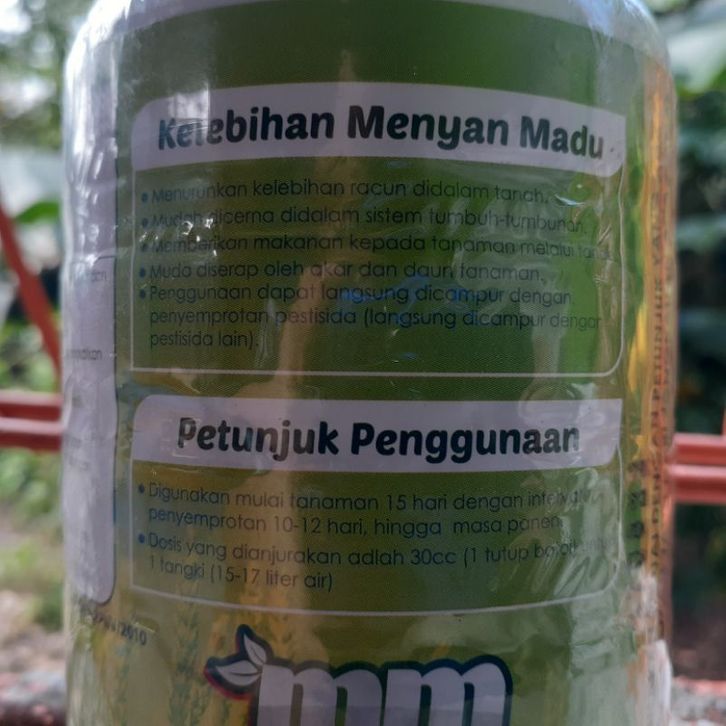 Kelebihan Menyan Madu
• Menurunkan kelebihan racun didalam tanah.
• Mudah dicerna didalam sistem tumbuh-tumbuhan.
• Memberikan makanan kepada tanaman melalui
• Muda diserap oleh akar dan daun tanaman.
• Penggunaan dapat langsung dicampur dengan
penyemprotan pestisida (langsung dicampur dengan
pestisida lain).
Petunjuk Penggunaan
• Digunakan mulai tanaman 15 hari dengan interval
penyemprotan 10-12 hari, hingga masa panen.
• Dosis yang dianjurakan adlah 30cc (1 tutup botol)
1 tangki (15-17 liter air)
mm